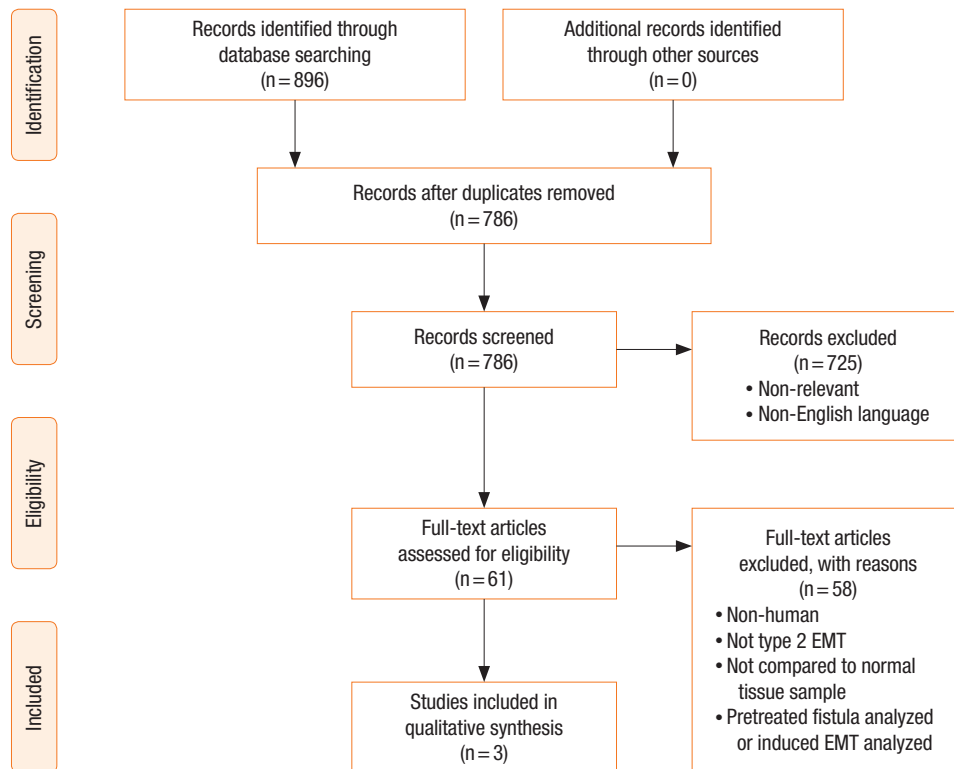 Identification
Records identified through
database searching
(n=896)
Additional records identified
through other sources
(n=0)
Records after duplicates removed
(n=786)
Screening
Records screened
(n=786)
Records excluded
(n=725)
• Non-relevant
• Non-English language
Eligibility
Full-text articles
assessed for eligibility
(n=61)
Full-text articles
excluded, with reasons
(n=58)
• Non-human
• Not type 2 EMT
• Not compared to normal
tissue sample
• Pretreated fistula analyzed
or induced EMT analyzed
Included
Studies included in
qualitative synthesis
(n=3)